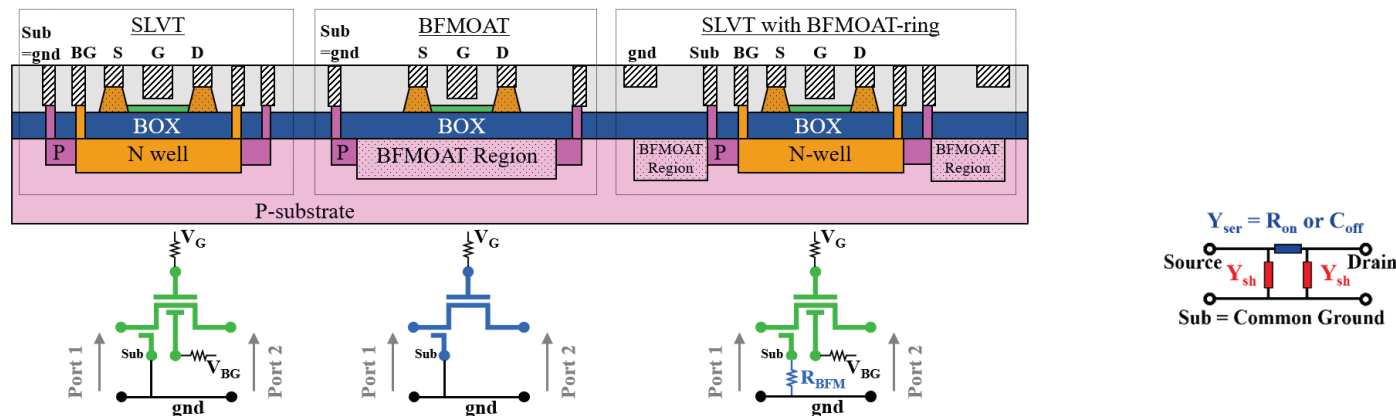 SLVT
BFMOAT
SLVT with BFMOAT-ring
Sub
=gnd BG S G D
Sub
=gnd S G D
gnd Sub BG S G D
BOX
BOX
BOX
P N well
P BFMOAT Region
BFMOAT
Region
P N-well
BFMOAT
Region
P-substrate
V_G
Port 1
Sub
V_BG
gnd
Port 2
V_G
Port 1
Sub
gnd
Port 2
V_G
Port 1
Sub
V_BG
R_BFM
gnd
Port 2
Y_ser = R_on or C_off
Source Y_sh Y_sh Drain
Sub = Common Ground